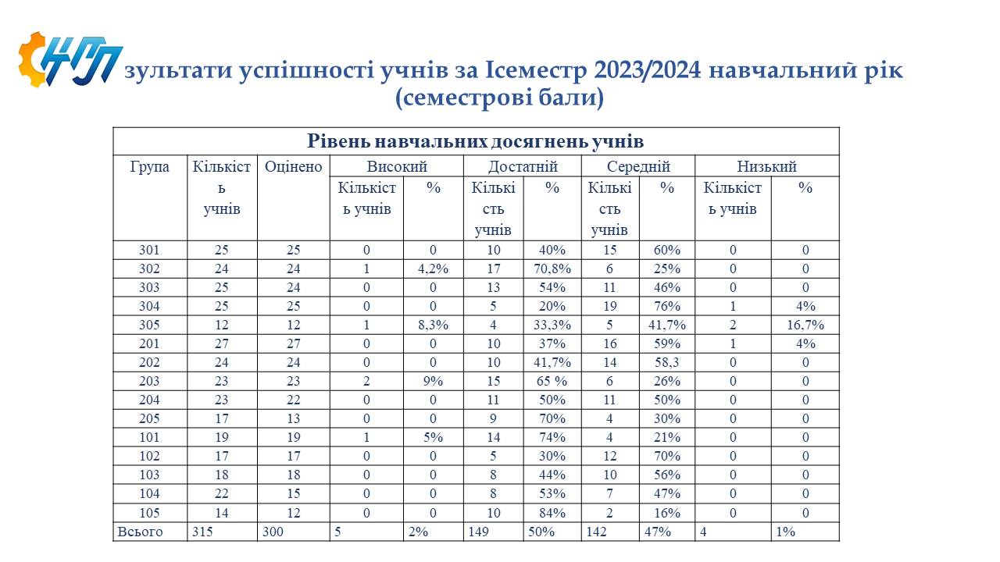 НМП
зультати успішності учнів за Ісеместр 2023/2024 навчальний рік
(семестрові бали)
Рівень навчальних досягнень учнів
Група Кількіст ь учнів Оцінено Високий Достатній Середній Низький
Кількіст ь учнів % Кількі сть учнів % Кількі сть учнів % Кількіст ь учнів %
301 25 25 0 0 10 40% 15 60% 0 0
302 24 24 1 4,2% 17 70,8% 6 25% 0 0
303 25 24 0 0 13 54% 11 46% 0 0
304 25 25 0 0 5 20% 19 76% 1 4%
305 12 12 1 8,3% 4 33,3% 5 41,7% 2 16,7%
201 27 27 0 0 10 37% 16 59% 1 4%
202 24 24 0 0 10 41,7% 14 58,3 0 0
203 23 23 2 9% 15 65 % 6 26% 0 0
204 23 22 0 0 11 50% 11 50% 0 0
205 17 13 0 0 9 70% 4 30% 0 0
101 19 19 1 5% 14 74% 4 21% 0 0
102 17 17 0 0 5 30% 12 70% 0 0
103 18 18 0 0 8 44% 10 56% 0 0
104 22 15 0 0 8 53% 7 47% 0 0
105 14 12 0 0 10 84% 2 16% 0 0
Всього 315 300 5 2% 149 50% 142 47% 4 1%